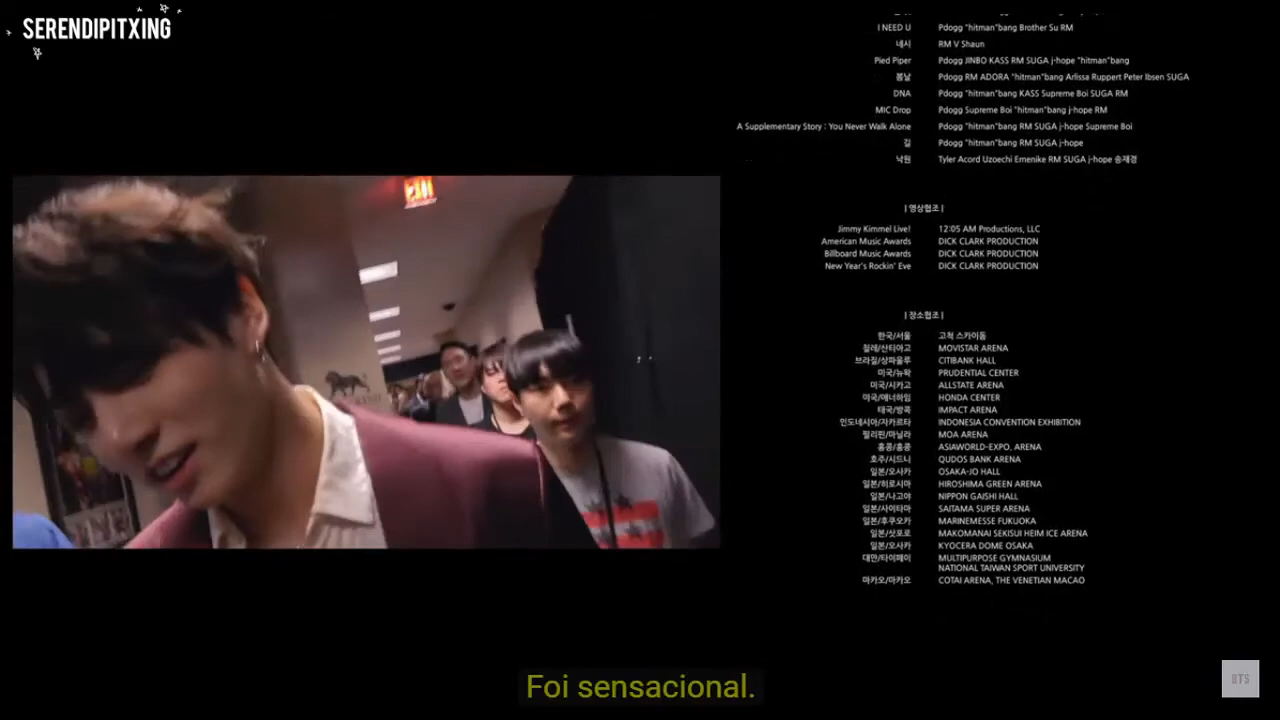 SERENDIPITXING
I NEED U Pdogg "hitman"bang Brother Su RM
네시 RM V Shaun
Pied Piper Pdogg JINBO KASS RM SUGA j-hope "hitman"bang
봄날 Pdogg RM ADORA "hitman"bang Arlissa Ruppert Peter Ibsen SUGA
DNA Pdogg "hitman"bang KASS Supreme Boi SUGA RM
MIC Drop Pdogg Supreme Boi "hitman"bang j-hope RM
A Supplementary Story : You Never Walk Alone Pdogg "hitman"bang RM SUGA j-hope Supreme Boi
길 Pdogg "hitman"bang RM SUGA j-hope
낙원 Tyler Acord Uzoechi Emenike RM SUGA j-hope 송재경
| 영상협조 |
Jimmy Kimmel Live! 12:05 AM Productions, LLC
American Music Awards DICK CLARK PRODUCTION
Billboard Music Awards DICK CLARK PRODUCTION
New Year's Rockin' Eve DICK CLARK PRODUCTION
| 장소협조 |
한국/서울 고척 스카이돔
칠레/산티아고 MOVISTAR ARENA
브라질/상파울루 CITIBANK HALL
미국/뉴왁 PRUDENTIAL CENTER
미국/시카고 ALLSTATE ARENA
미국/애너하임 HONDA CENTER
태국/방콕 IMPACT ARENA
인도네시아/자카르타 INDONESIA CONVENTION EXHIBITION
필리핀/마닐라 MOA ARENA
홍콩/홍콩 ASIAWORLD-EXPO, ARENA
호주/시드니 QUDOS BANK ARENA
일본/오사카 OSAKA-JO HALL
일본/히로시마 HIROSHIMA GREEN ARENA
일본/나고야 NIPPON GAISHI HALL
일본/사이타마 SAITAMA SUPER ARENA
일본/후쿠오카 MARINEMESSE FUKUOKA
일본/삿포로 MAKOMANAI SEKISUI HEIM ICE ARENA
일본/오사카 KYOCERA DOME OSAKA
대만/타이페이 MULTIPURPOSE GYMNASIUM
NATIONAL TAIWAN SPORT UNIVERSITY
마카오/마카오 COTAI ARENA, THE VENETIAN MACAO
Foi sensacional.
BTS